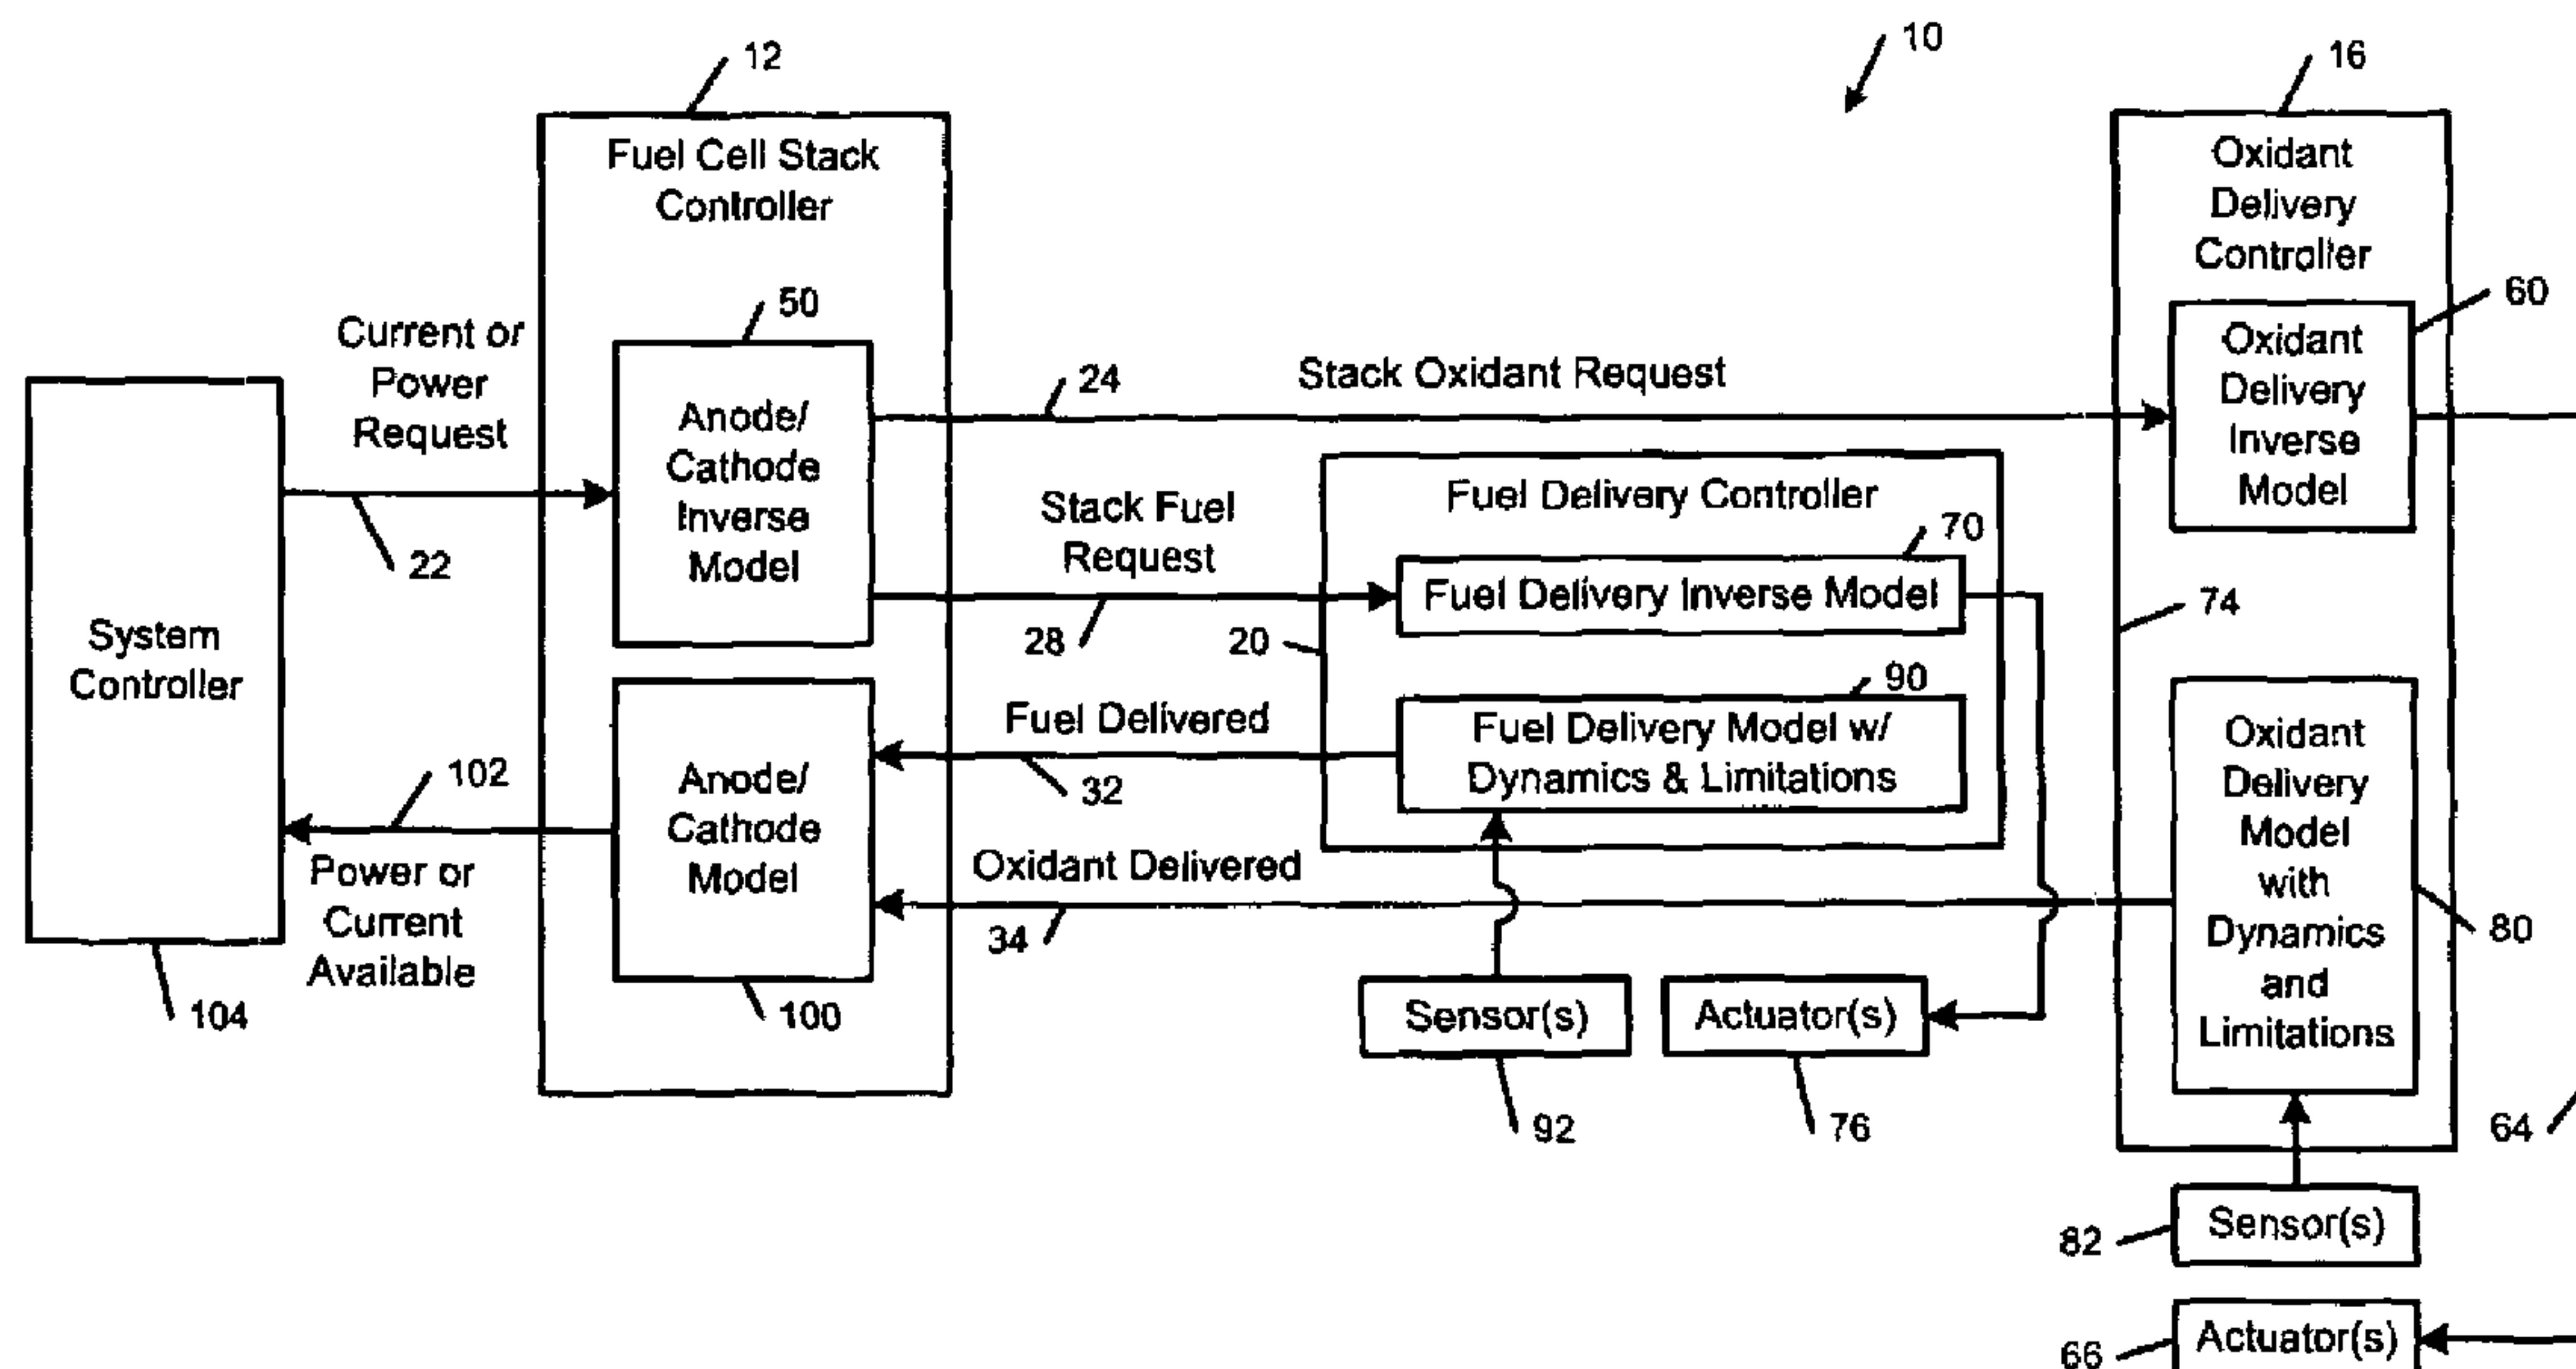 10
12
16
Fuel Cell Stack
Controller
Oxidant
Delivery
Controller
50
60
Current or
Power
Request
22
System
Controller
104
Anode/
Cathode
Inverse
Model
24
Stack Oxidant Request
Oxidant
Delivery
Inverse
Model
Stack Fuel
Request
28
20
Fuel Delivery Controller
70
Fuel Delivery Inverse Model
74
90
Fuel Delivered
32
Fuel Delivery Model w/
Dynamics & Limitations
102
Power or
Current
Available
Anode/
Cathode
Model
100
Oxidant Delivered
34
Oxidant
Delivery
Model
with
Dynamics
and
Limitations
80
Sensor(s)
92
Actuator(s)
76
64
82
Sensor(s)
66
Actuator(s)